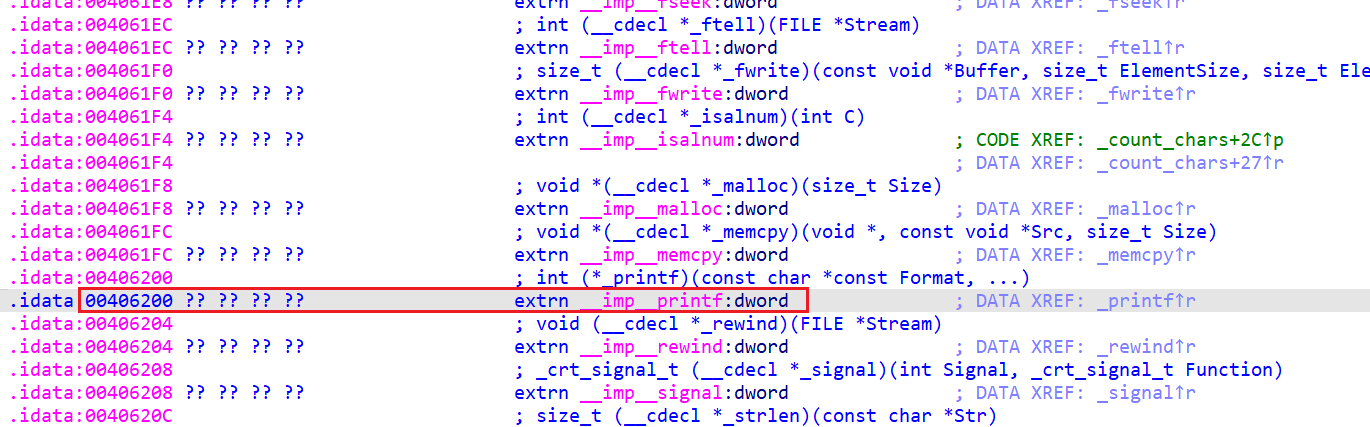 .idata:004061E8 ?? ?? ?? ?? extrn __imp__fseek:dword ; DATA XREF: _fseek↑r
.idata:004061EC ; int (__cdecl *_ftell)(FILE *Stream)
.idata:004061EC ?? ?? ?? ?? extrn __imp__ftell:dword ; DATA XREF: _ftell↑r
.idata:004061F0 ; size_t (__cdecl *_fwrite)(const void *Buffer, size_t ElementSize, size_t Ele
.idata:004061F0 ?? ?? ?? ?? extrn __imp__fwrite:dword ; DATA XREF: _fwrite↑r
.idata:004061F4 ; int (__cdecl *_isalnum)(int C)
.idata:004061F4 ?? ?? ?? ?? extrn __imp__isalnum:dword ; CODE XREF: _count_chars+2C↑p
.idata:004061F4 ; DATA XREF: _count_chars+27↑r
.idata:004061F8 ; void *(__cdecl *_malloc)(size_t Size)
.idata:004061F8 ?? ?? ?? ?? extrn __imp__malloc:dword ; DATA XREF: _malloc↑r
.idata:004061FC ; void *(__cdecl *_memcpy)(void *, const void *Src, size_t Size)
.idata:004061FC ?? ?? ?? ?? extrn __imp__memcpy:dword ; DATA XREF: _memcpy↑r
.idata:00406200 ; int (*_printf)(const char *const Format, ...)
.idata:00406200 ?? ?? ?? ?? extrn __imp__printf:dword ; DATA XREF: _printf↑r
.idata:00406204 ; void (__cdecl *_rewind)(FILE *Stream)
.idata:00406204 ?? ?? ?? ?? extrn __imp__rewind:dword ; DATA XREF: _rewind↑r
.idata:00406208 ; _crt_signal_t (__cdecl *_signal)(int Signal, _crt_signal_t Function)
.idata:00406208 ?? ?? ?? ?? extrn __imp__signal:dword ; DATA XREF: _signal↑r
.idata:0040620C ; size_t (__cdecl *_strlen)(const char *Str)